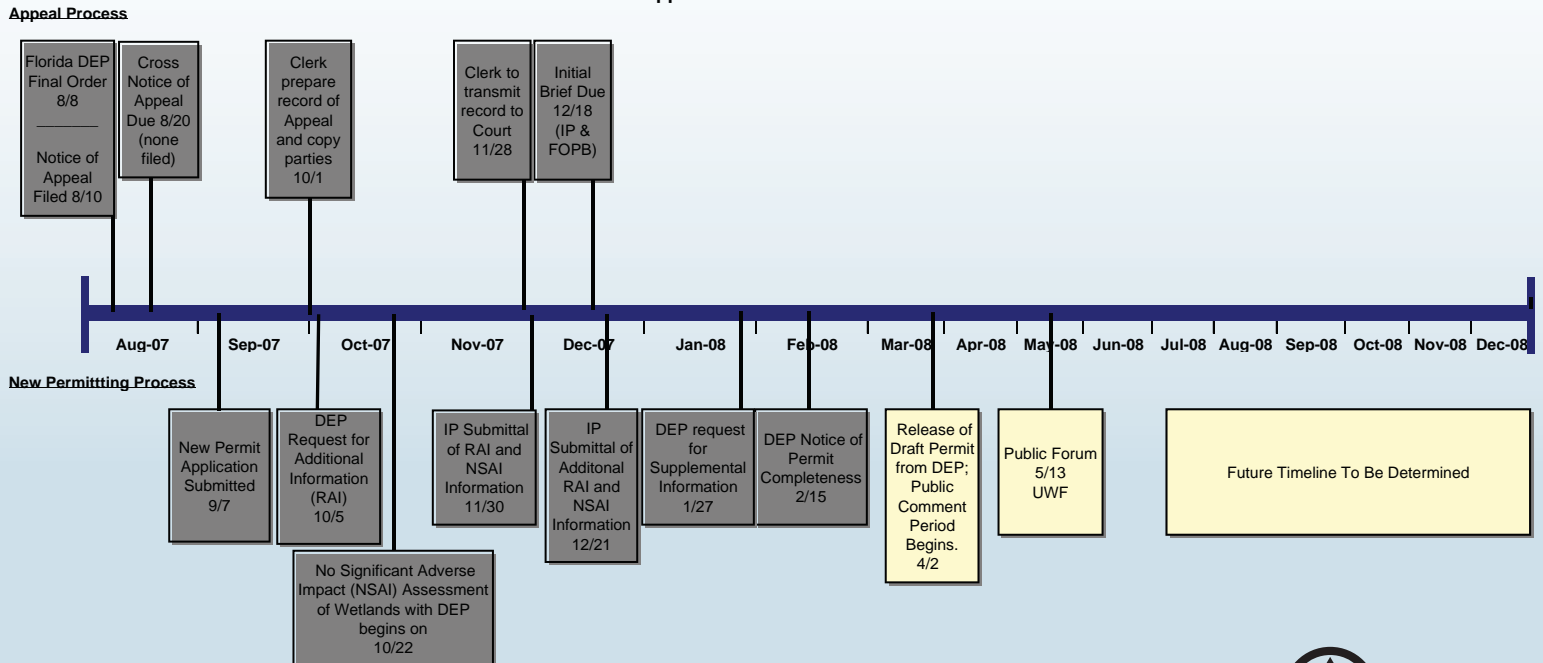 Appeal Process
Florida DEP
Final Order
8/8
Notice of
Appeal
Filed 8/10
Cross
Notice of
Appeal
Due 8/20
(none
filed)
Clerk
prepare
record of
Appeal
and copy
parties
10/1
Clerk to
transmit
record to
Court
11/28
Initial
Brief Due
12/18
(IP &
FOPB)
Aug-07
Sep-07
Oct-07
Nov-07
Dec-07
Jan-08
Feb-08
Mar-08
Apr-08
May-08
Jun-08
Jul-08
Aug-08
Sep-08
Oct-08
Nov-08
Dec-08
New Permittting Process
New Permit
Application
Submitted
9/7
DEP
Request for
Additional
Information
(RAI)
10/5
No Significant Adverse
Impact (NSAI) Assessment
of Wetlands with DEP
begins on
10/22
IP Submittal
of RAI and
NSAI
Information
11/30
IP
Submittal of
Additonal
RAI and
NSAI
Information
12/21
DEP request
for
Supplemental
Information
1/27
DEP Notice of
Permit
Completeness
2/15
Release of
Draft Permit
from DEP;
Public
Comment
Period
Begins.
4/2
Public Forum
5/13
UWF
Future Timeline To Be Determined